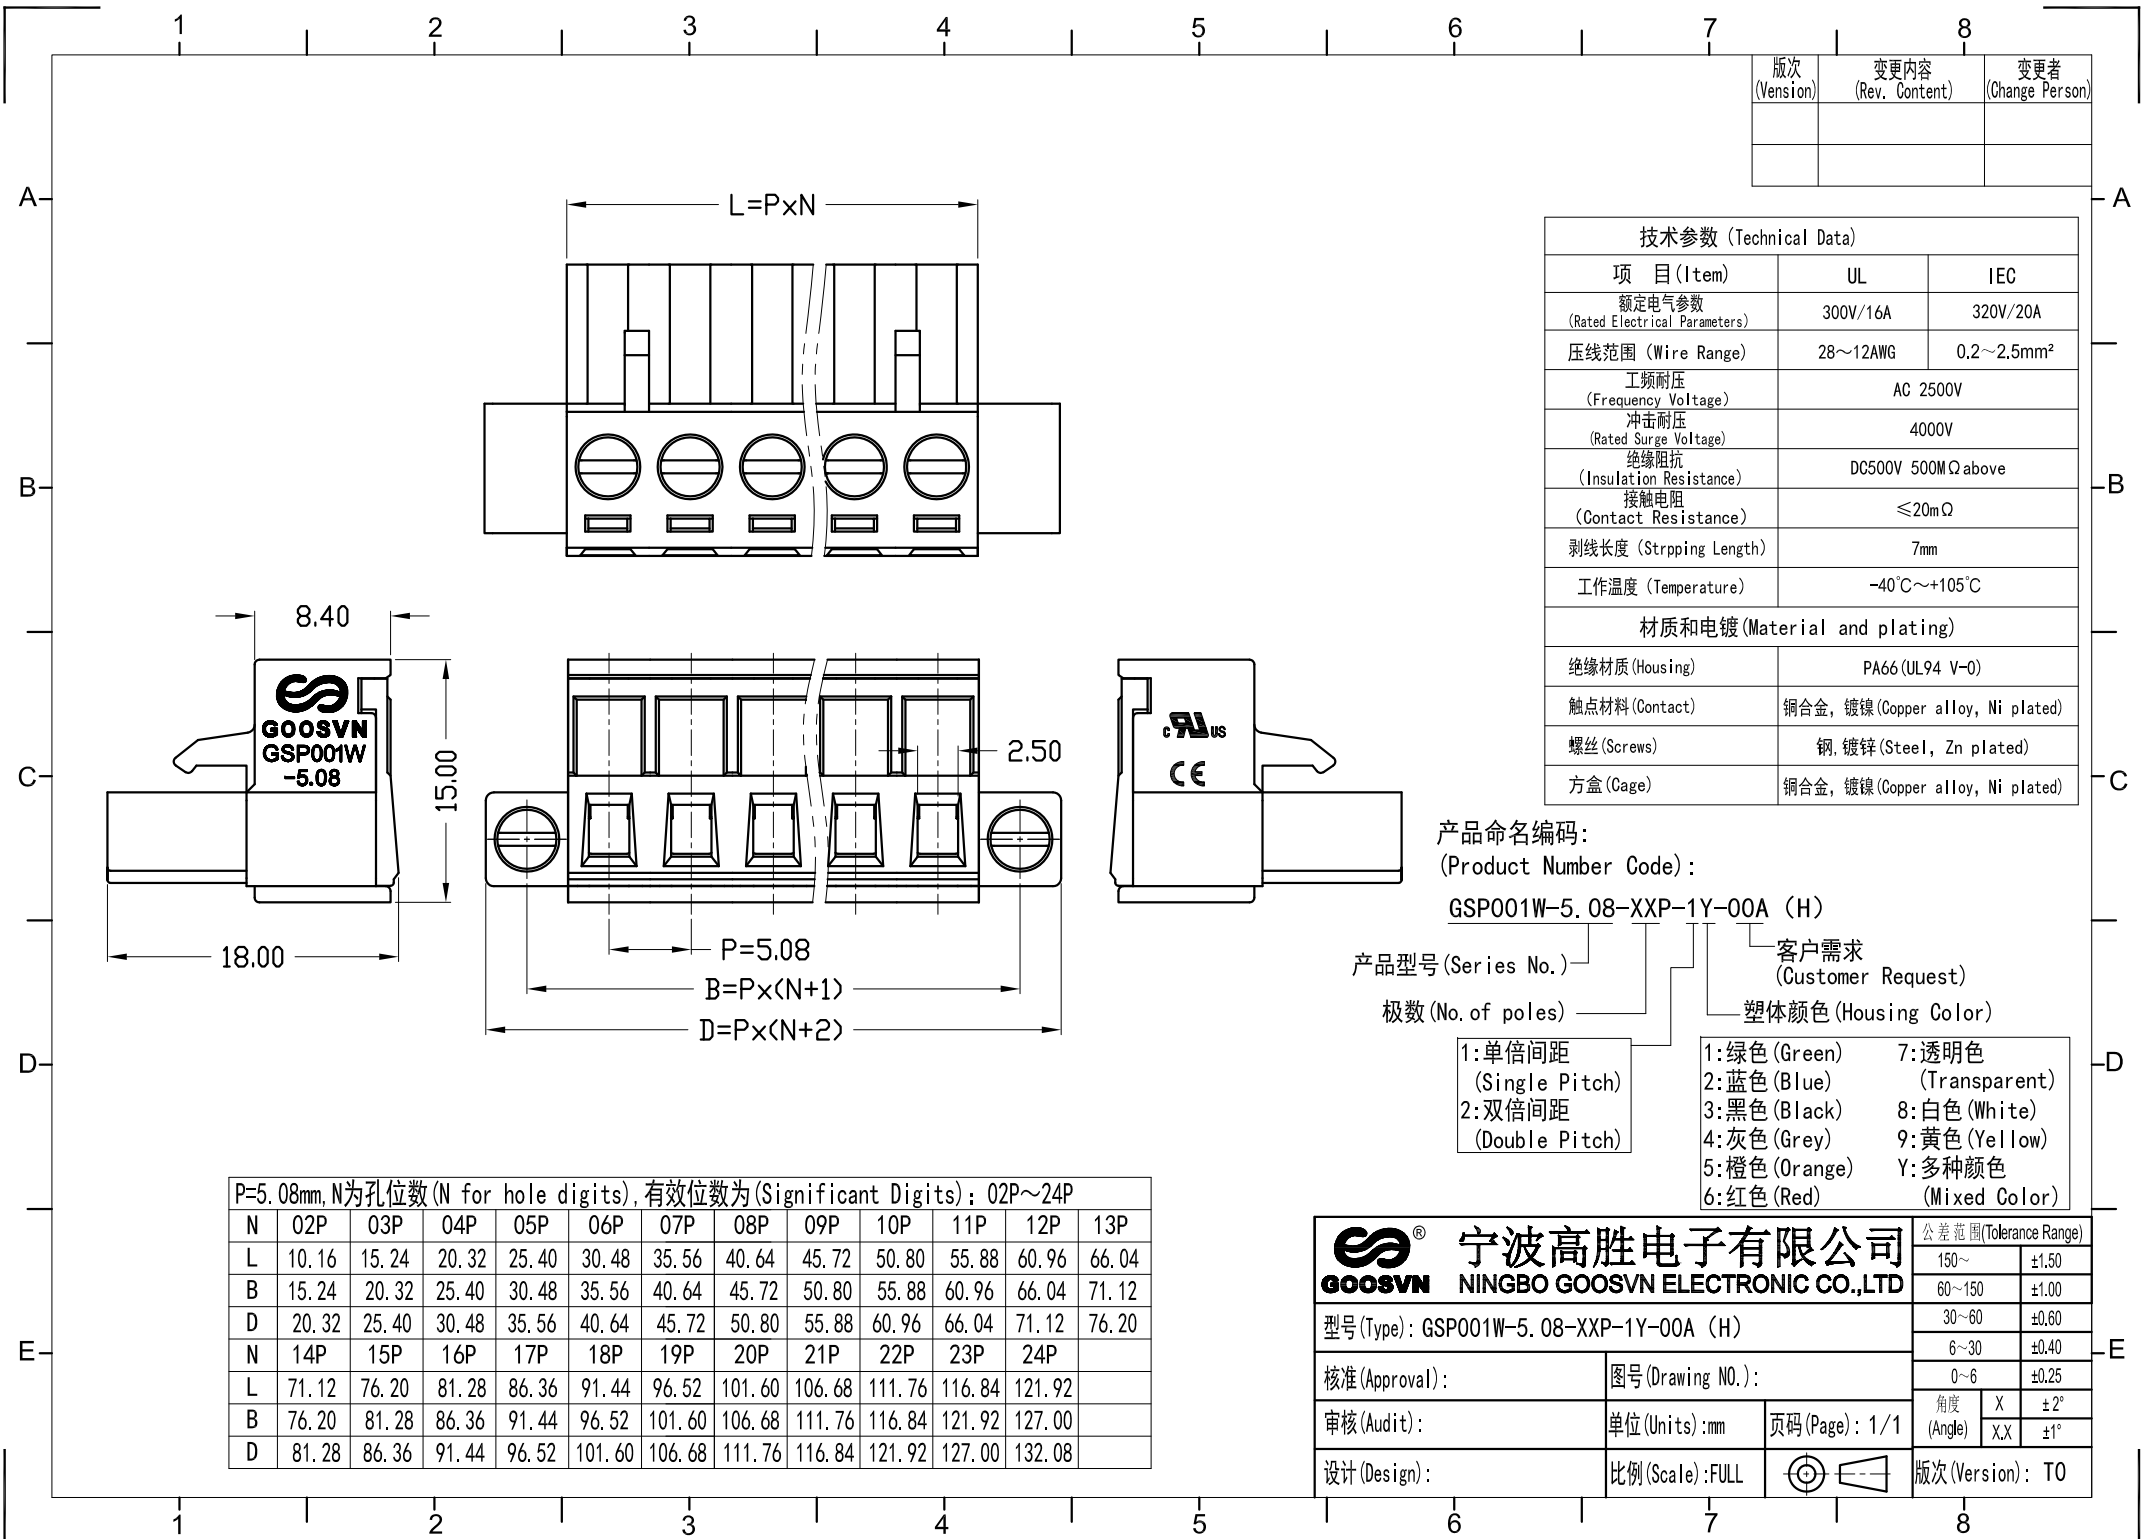 1 2 3 4 5 6 7 8
版次 变更内容 变更者
(Vension) (Rev. Content) (Change Person)
A A
B B
C C
D D
E E
L=PxN
技术参数 (Technical Data)
项 目(Item) UL IEC
额定电气参数
(Rated Electrical Parameters) 300V/16A 320V/20A
压线范围 (Wire Range) 28~12AWG 0.2~2.5mm²
工频耐压
(Frequency Voltage) AC 2500V
冲击耐压
(Rated Surge Voltage) 4000V
绝缘阻抗
(Insulation Resistance) DC500V 500MΩabove
接触电阻
(Contact Resistance) ≤20mΩ
剥线长度 (Strpping Length) 7mm
工作温度 (Temperature) -40℃~+105℃
材质和电镀(Material and plating)
绝缘材质(Housing) PA66(UL94 V-0)
触点材料(Contact) 铜合金, 镀镍(Copper alloy, Ni plated)
螺丝(Screws) 钢,镀锌(Steel, Zn plated)
方盒(Cage) 铜合金, 镀镍(Copper alloy, Ni plated)
8.40
GOOSVN
GSP001W
-5.08
15.00
18.00
2.50
P=5.08
B=Px(N+1)
D=Px(N+2)
c RU US
CE
产品命名编码:
(Product Number Code):
GSP001W-5.08-XXP-1Y-00A (H)
客户需求
(Customer Request)
产品型号(Series No.)
极数(No.of poles)
塑体颜色(Housing Color)
1:单倍间距
(Single Pitch)
2:双倍间距
(Double Pitch)
1:绿色(Green) 7:透明色
2:蓝色(Blue) (Transparent)
3:黑色(Black) 8:白色(White)
4:灰色(Grey) 9:黄色(Yellow)
5:橙色(Orange) Y:多种颜色
6:红色(Red) (Mixed Color)
P=5.08mm,N为孔位数(N for hole digits),有效位数为(Significant Digits): 02P~24P
N 02P 03P 04P 05P 06P 07P 08P 09P 10P 11P 12P 13P
L 10.16 15.24 20.32 25.40 30.48 35.56 40.64 45.72 50.80 55.88 60.96 66.04
B 15.24 20.32 25.40 30.48 35.56 40.64 45.72 50.80 55.88 60.96 66.04 71.12
D 20.32 25.40 30.48 35.56 40.64 45.72 50.80 55.88 60.96 66.04 71.12 76.20
N 14P 15P 16P 17P 18P 19P 20P 21P 22P 23P 24P
L 71.12 76.20 81.28 86.36 91.44 96.52 101.60 106.68 111.76 116.84 121.92
B 76.20 81.28 86.36 91.44 96.52 101.60 106.68 111.76 116.84 121.92 127.00
D 81.28 86.36 91.44 96.52 101.60 106.68 111.76 116.84 121.92 127.00 132.08
® 宁波高胜电子有限公司
GOOSVN NINGBO GOOSVN ELECTRONIC CO.,LTD
型号(Type): GSP001W-5.08-XXP-1Y-00A (H)
核准(Approval): 图号(Drawing NO.):
审核(Audit): 单位(Units):mm 页码(Page): 1/1
设计(Design): 比例(Scale):FULL
公差范围(Tolerance Range)
150~ ±1.50
60~150 ±1.00
30~60 ±0.60
6~30 ±0.40
0~6 ±0.25
角度 X ±2°
(Angle) X.X ±1°
版次(Version): T0
1 2 3 4 5 6 7 8